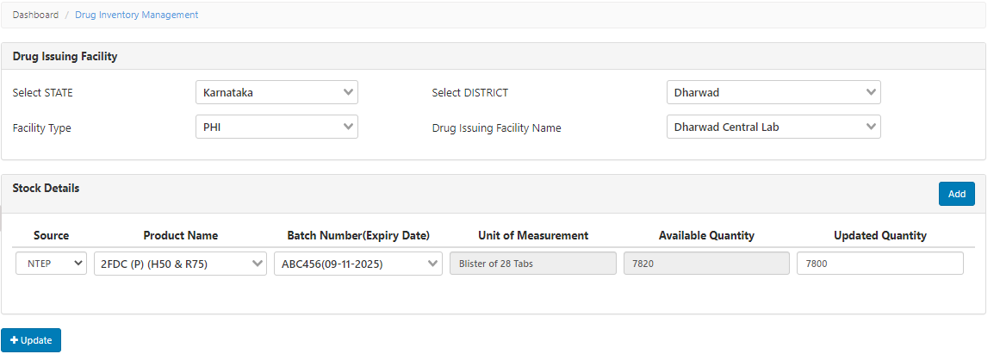 Dashboard / Drug Inventory Management
Drug Issuing Facility
Select STATE Karnataka Select DISTRICT Dharwad
Facility Type PHI Drug Issuing Facility Name Dharwad Central Lab
Stock Details Add
Source Product Name Batch Number(Expiry Date) Unit of Measurement Available Quantity Updated Quantity
NTEP 2FDC (P) (H50 & R75) ABC456(09-11-2025) Blister of 28 Tabs 7820 7800
+ Update